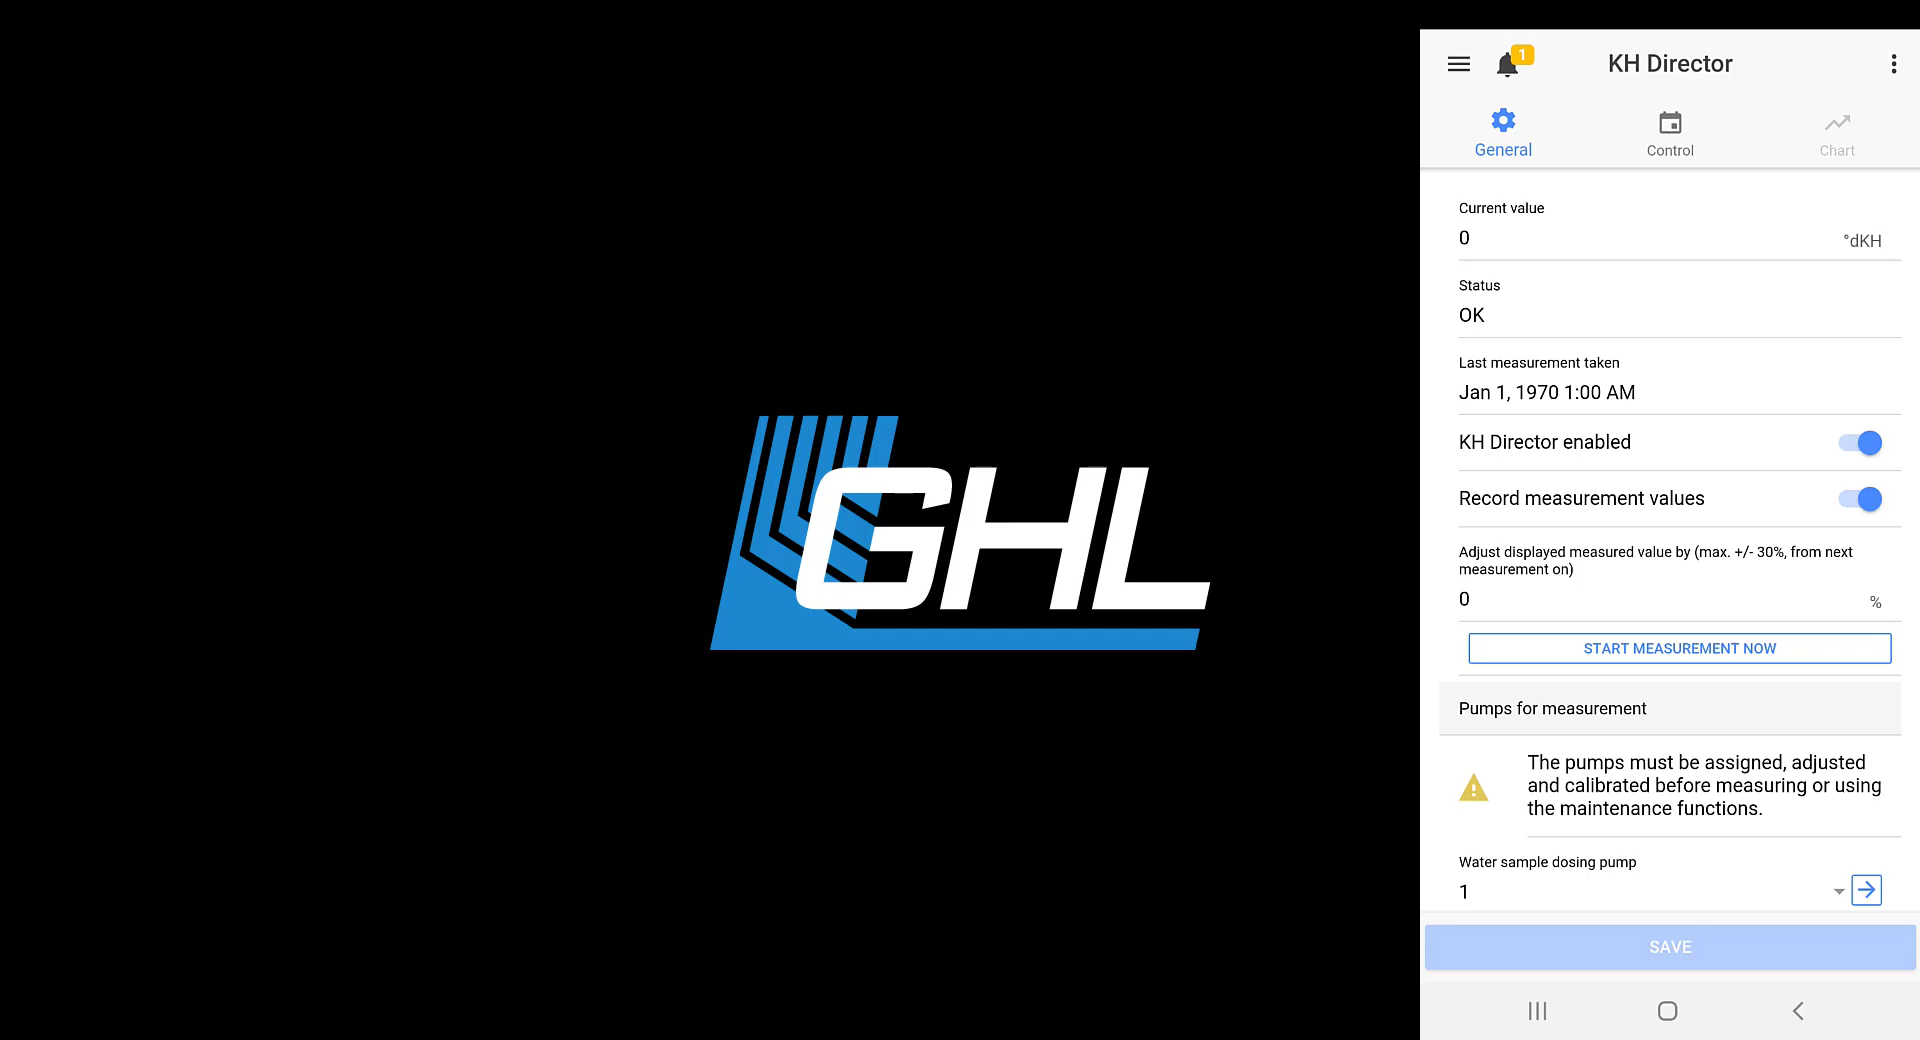 GHL
1
KH Director
General
Control
Chart
Current value
0
°dKH
Status
OK
Last measurement taken
Jan 1, 1970 1:00 AM
KH Director enabled
Record measurement values
Adjust displayed measured value by (max. +/- 30%, from next
measurement on)
0
%
START MEASUREMENT NOW
Pumps for measurement
The pumps must be assigned, adjusted
and calibrated before measuring or using
the maintenance functions.
Water sample dosing pump
1
SAVE